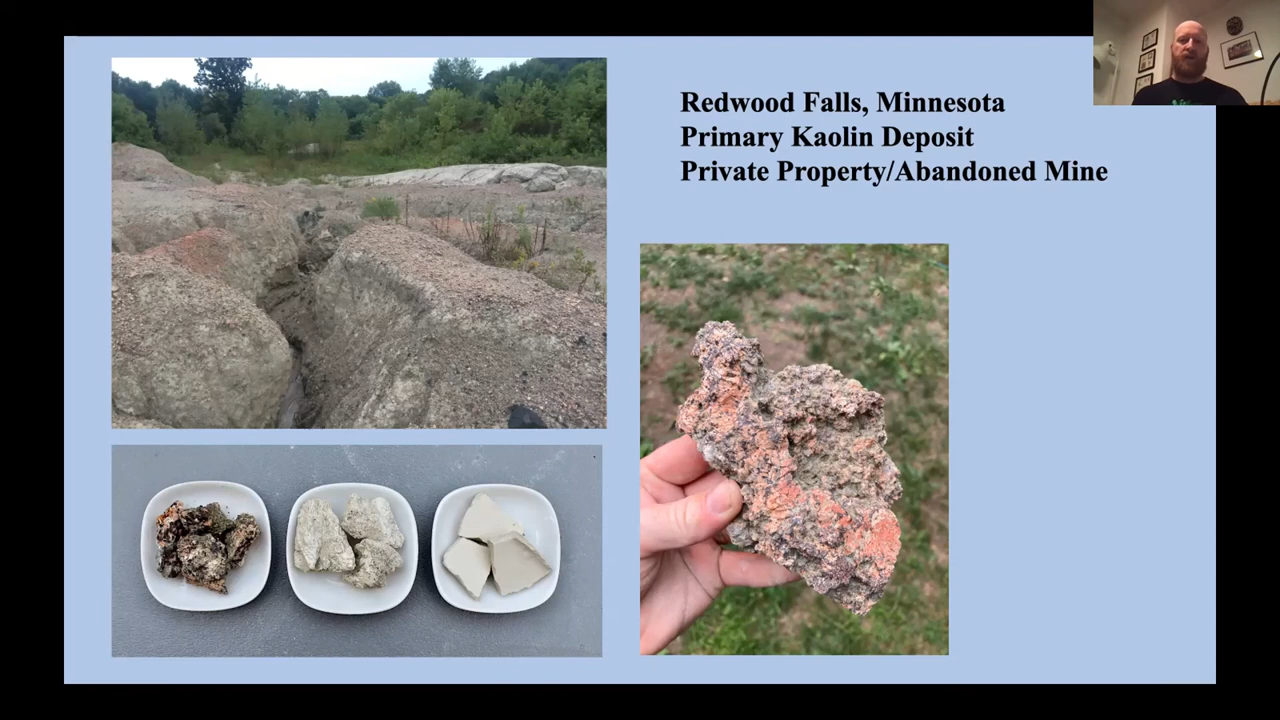 Redwood Falls, Minnesota
Primary Kaolin Deposit
Private Property/Abandoned Mine